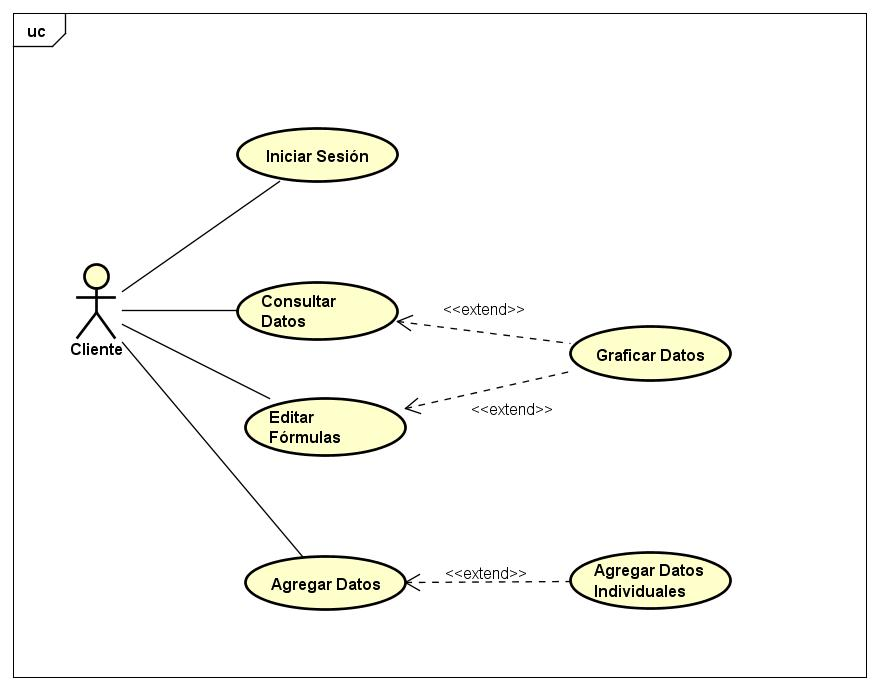 uc
Iniciar Sesión
Consultar
Datos
<<extend>>
Graficar Datos
Cliente
Editar
Fórmulas
<<extend>>
Agregar Datos
<<extend>>
Agregar Datos
Individuales